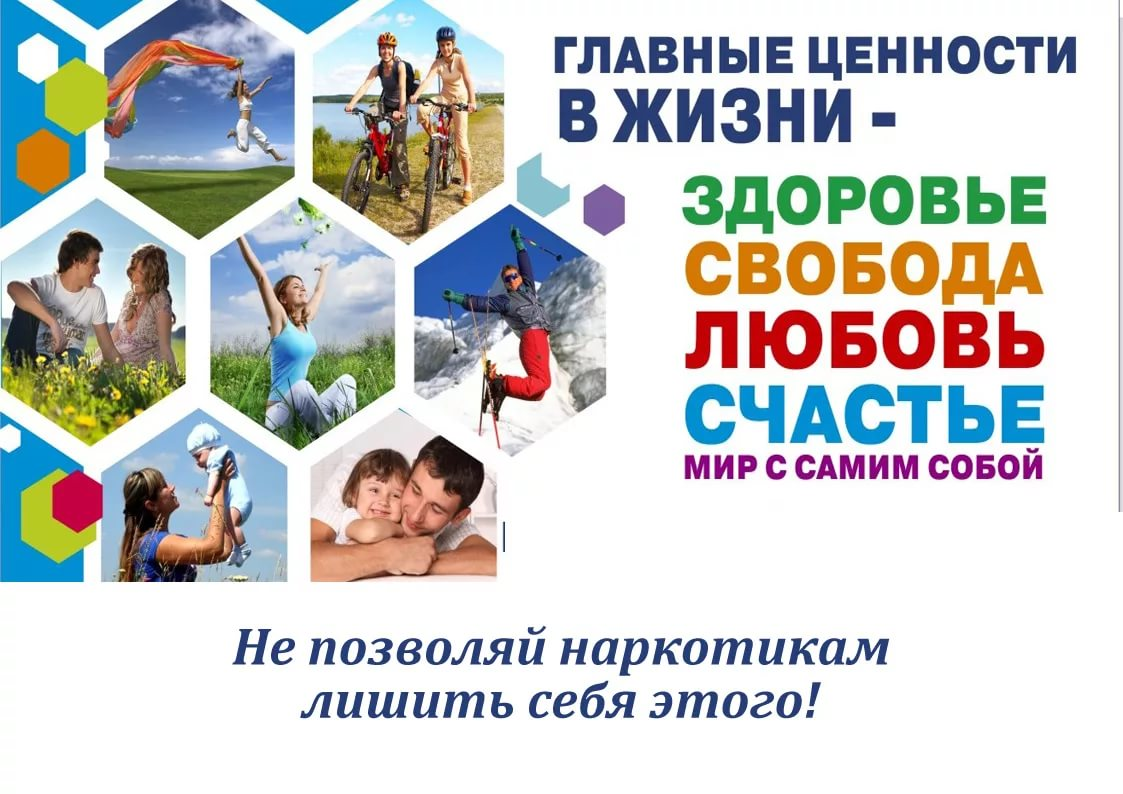 ГЛАВНЫЕ ЦЕННОСТИ
В ЖИЗНИ -
ЗДОРОВЬЕ
СВОБОДА
ЛЮБОВЬ
СЧАСТЬЕ
МИР С САМИМ СОБОЙ
Не позволяй наркотикам
лишить себя этого!